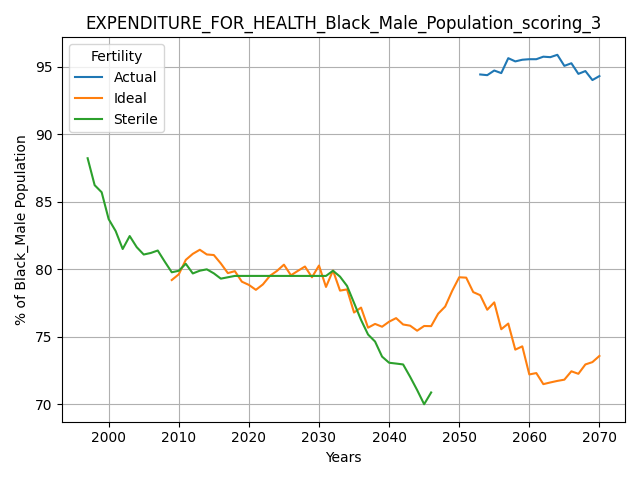 EXPENDITURE_FOR_HEALTH_Black_Male_Population_scoring_3
Fertility
Actual
Ideal
Sterile
% of Black_Male Population
95
90
85
80
75
70
2000 2010 2020 2030 2040 2050 2060 2070
Years